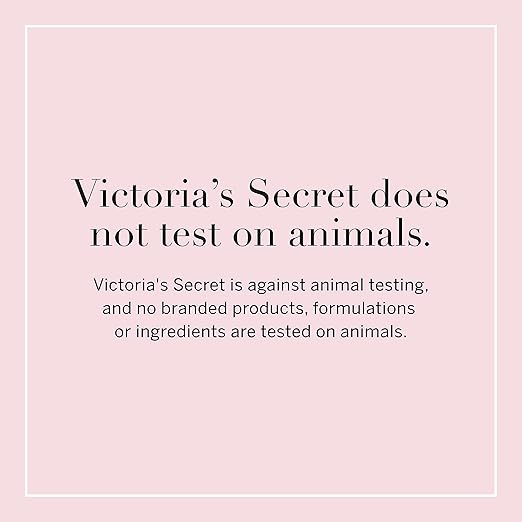 Victoria’s Secret does
not test on animals.
Victoria's Secret is against animal testing,
and no branded products, formulations
or ingredients are tested on animals.